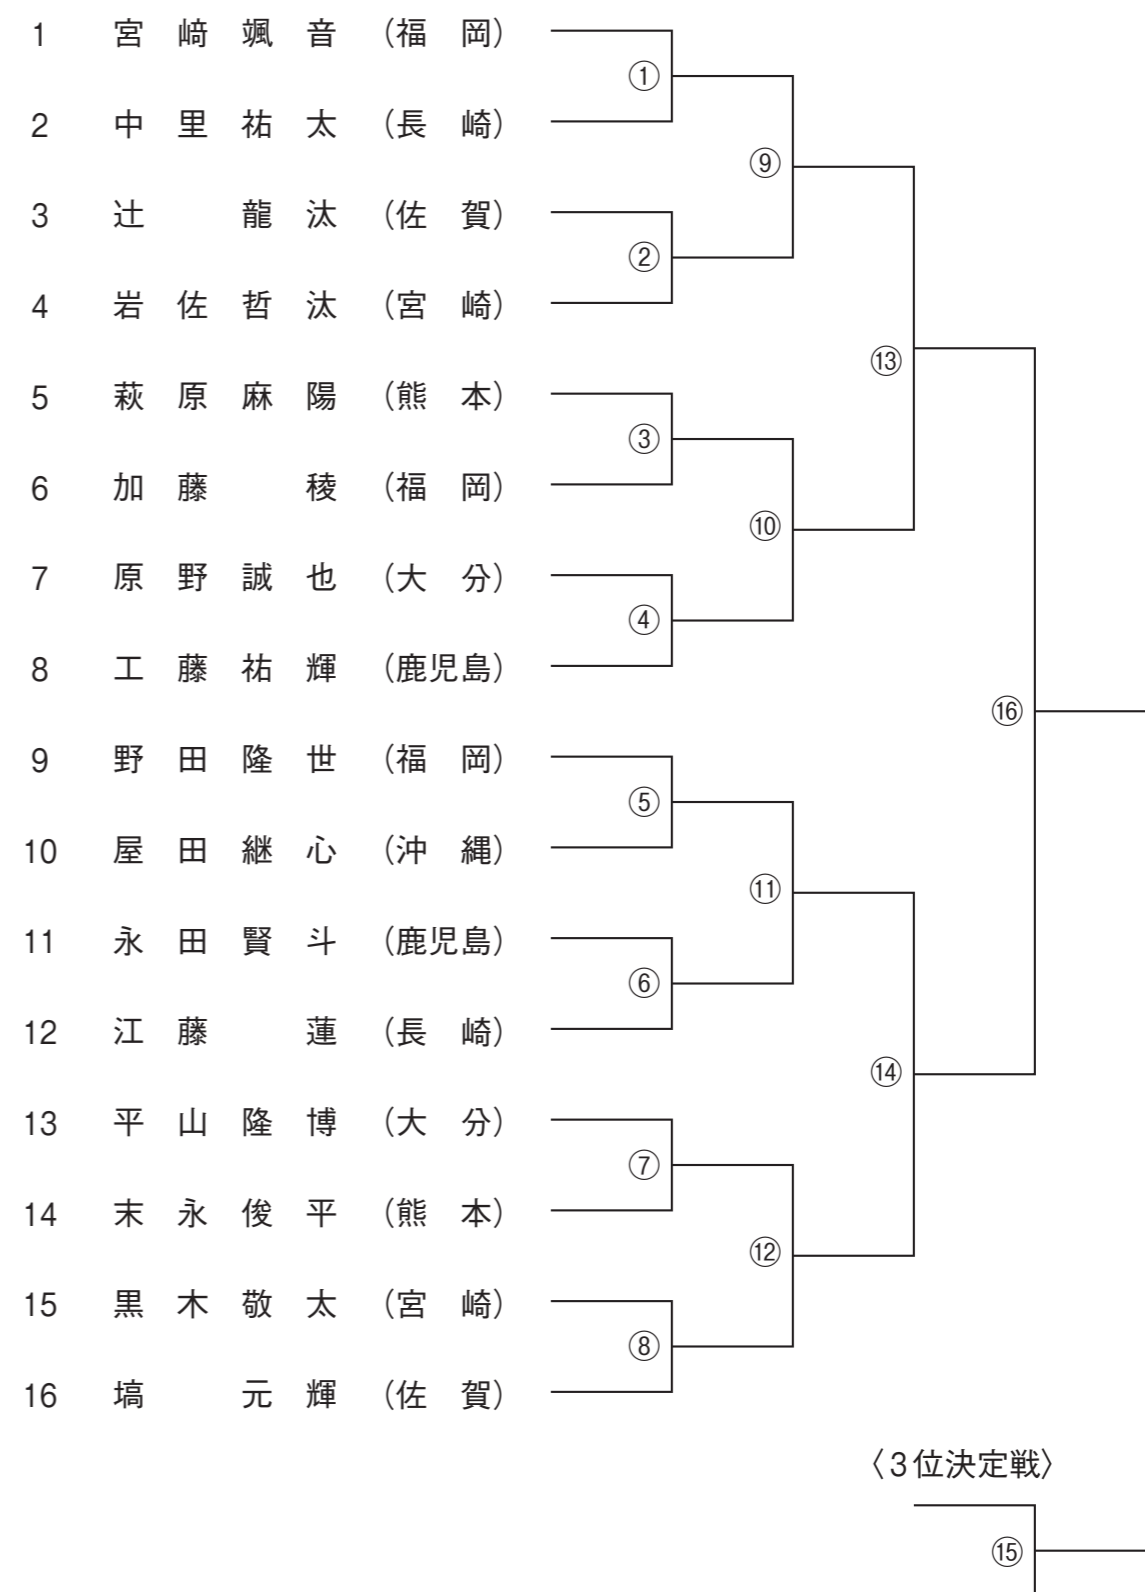 1 宮﨑颯音 (福岡)
①
2 中里祐太 (長崎)
⑨
3 辻 龍汰 (佐賀)
②
4 岩佐哲汰 (宮崎)
⑬
5 萩原麻陽 (熊本)
③
6 加藤 稜 (福岡)
⑩
7 原野誠也 (大分)
④
8 工藤祐輝 (鹿児島)
⑯
9 野田隆世 (福岡)
⑤
10 屋田継心 (沖縄)
⑪
11 永田賢斗 (鹿児島)
⑥
12 江藤 蓮 (長崎)
⑭
13 平山隆博 (大分)
⑦
14 末永俊平 (熊本)
⑫
15 黒木敬太 (宮崎)
⑧
16 塙 元輝 (佐賀)
〈3位決定戦〉
⑮